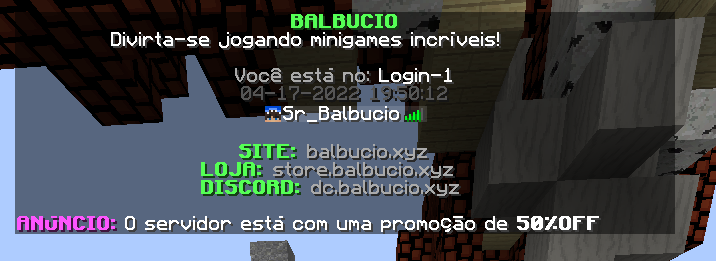 BALBUCIO
Divirta-se jogando minigames incríveis!
Você está no: Login-1
04-17-2022 19:50:12
Sr_Balbucio
SITE: balbucio.xyz
LOJA: store.balbucio.xyz
DISCORD: dc.balbucio.xyz
ANÚNCIO: O servidor está com uma promoção de 50%OFF